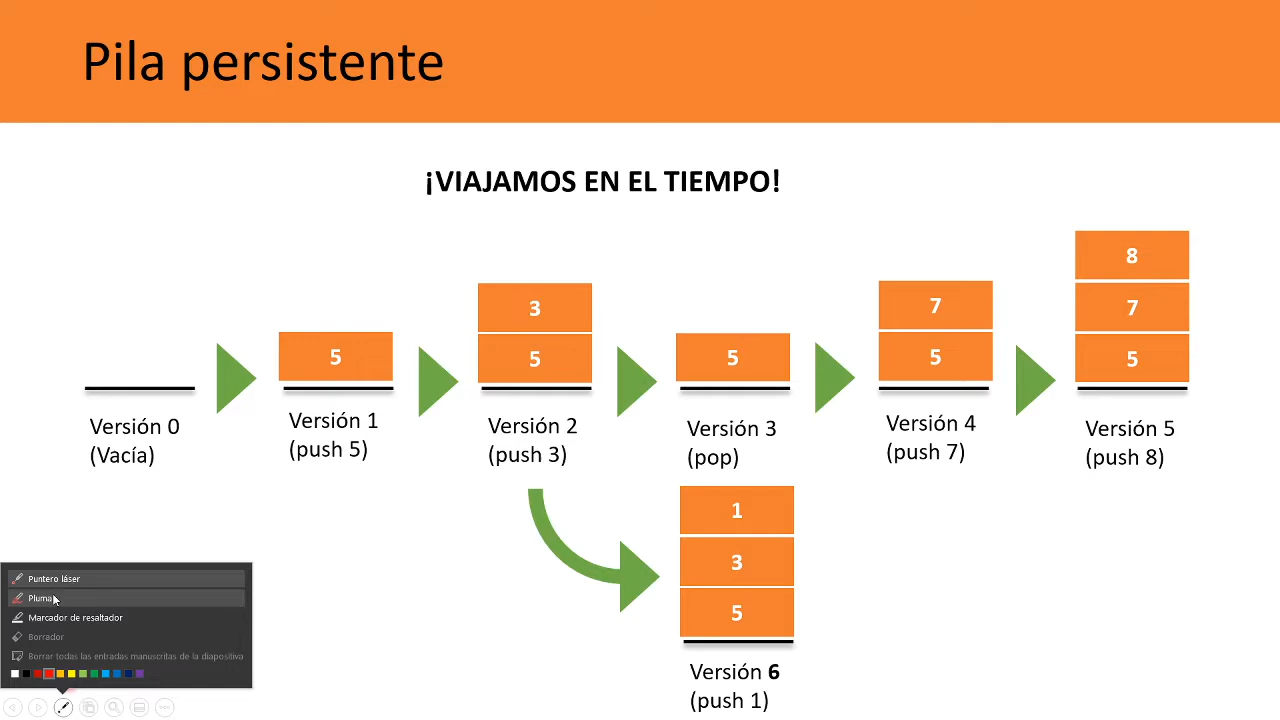 Pila persistente
¡VIAJAMOS EN EL TIEMPO!
Versión 0
(Vacía)
5
Versión 1
(push 5)
3
5
Versión 2
(push 3)
5
Versión 3
(pop)
7
5
Versión 4
(push 7)
8
7
5
Versión 5
(push 8)
1
3
5
Versión 6
(push 1)
Puntero láser
Pluma
Marcador de resaltador
Borrador
Borrar todas las entradas manuscritas de la diapositiva